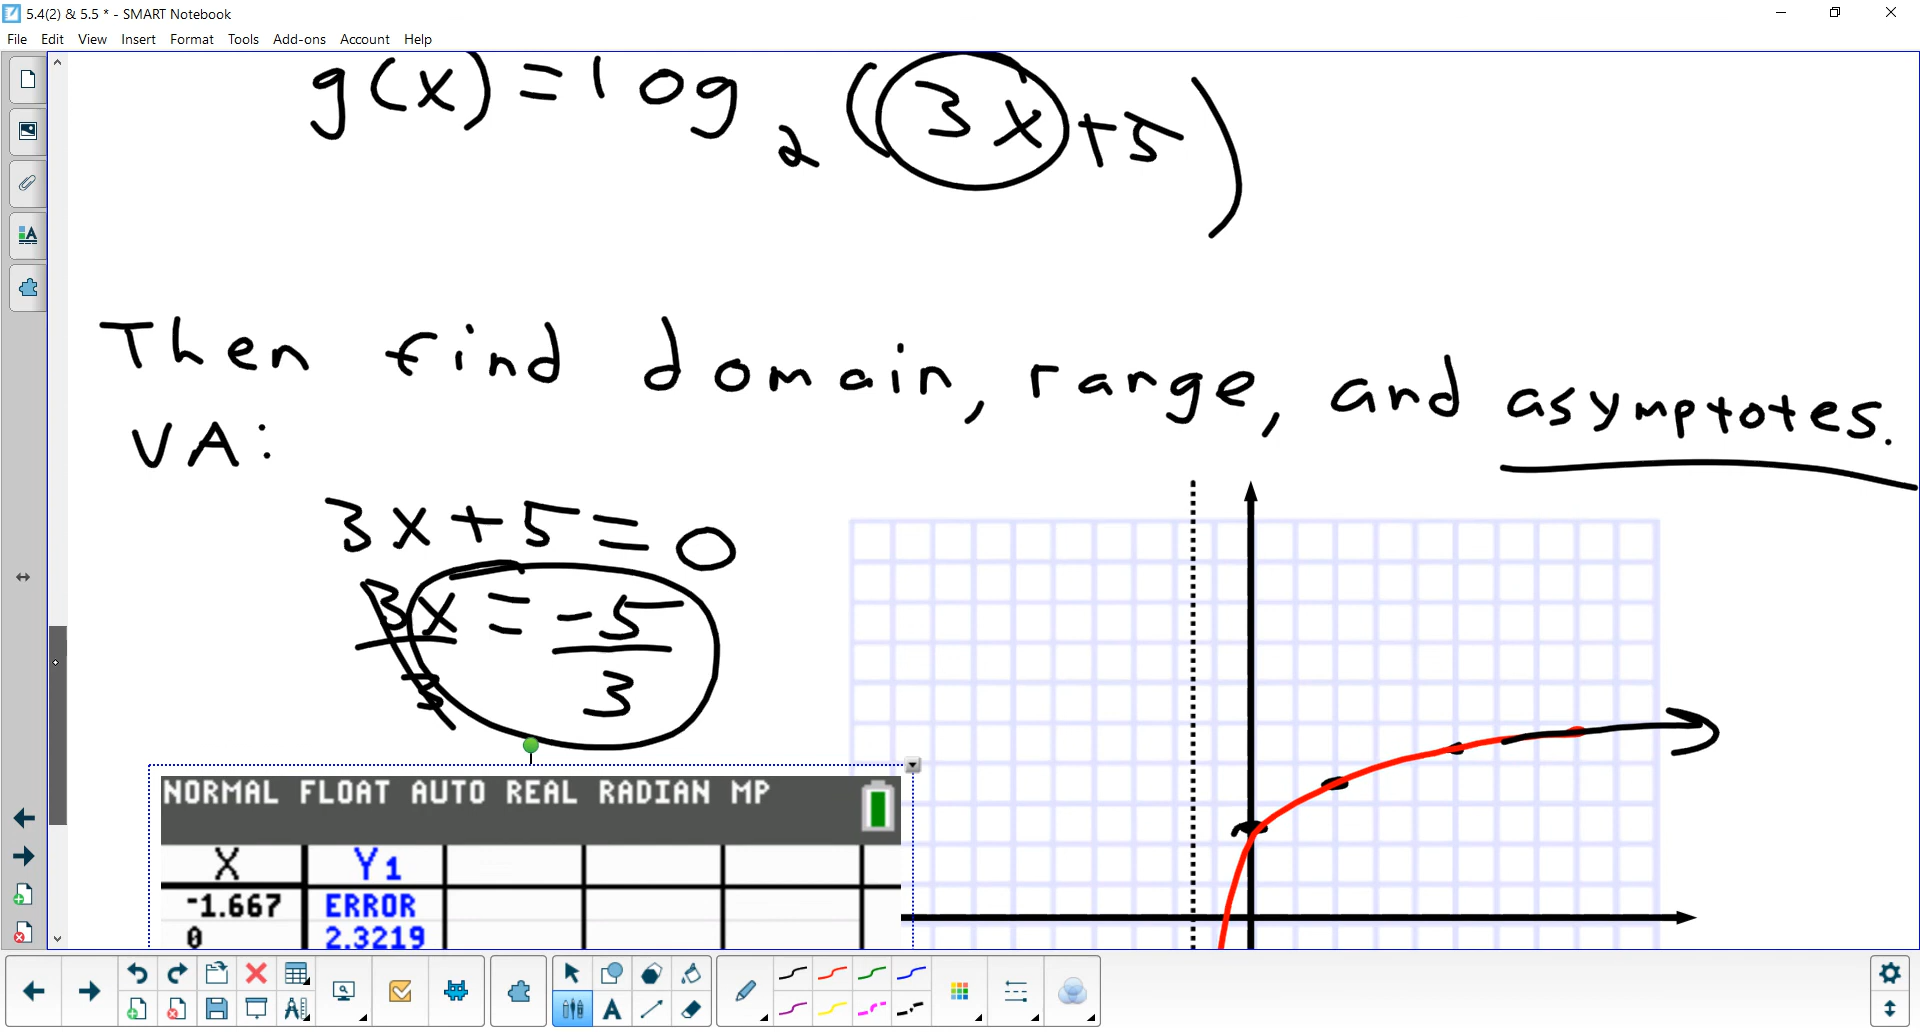 5.4(2) & 5.5 * - SMART Notebook
File Edit View Insert Format Tools Add-ons Account Help
g(x) = log₂(3x+5)
Then find domain, range, and asymptotes.
VA:
3x+5=0
3x = -5
3 3
NORMAL FLOAT AUTO REAL RADIAN MP
X Y1
-1.667 ERROR
0 2.3219
A